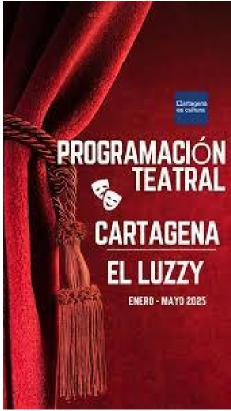 Cartagena
es cultura
PROGRAMACIÓN
TEATRAL
CARTAGENA
EL LUZZY
ENERO - MAYO 2025